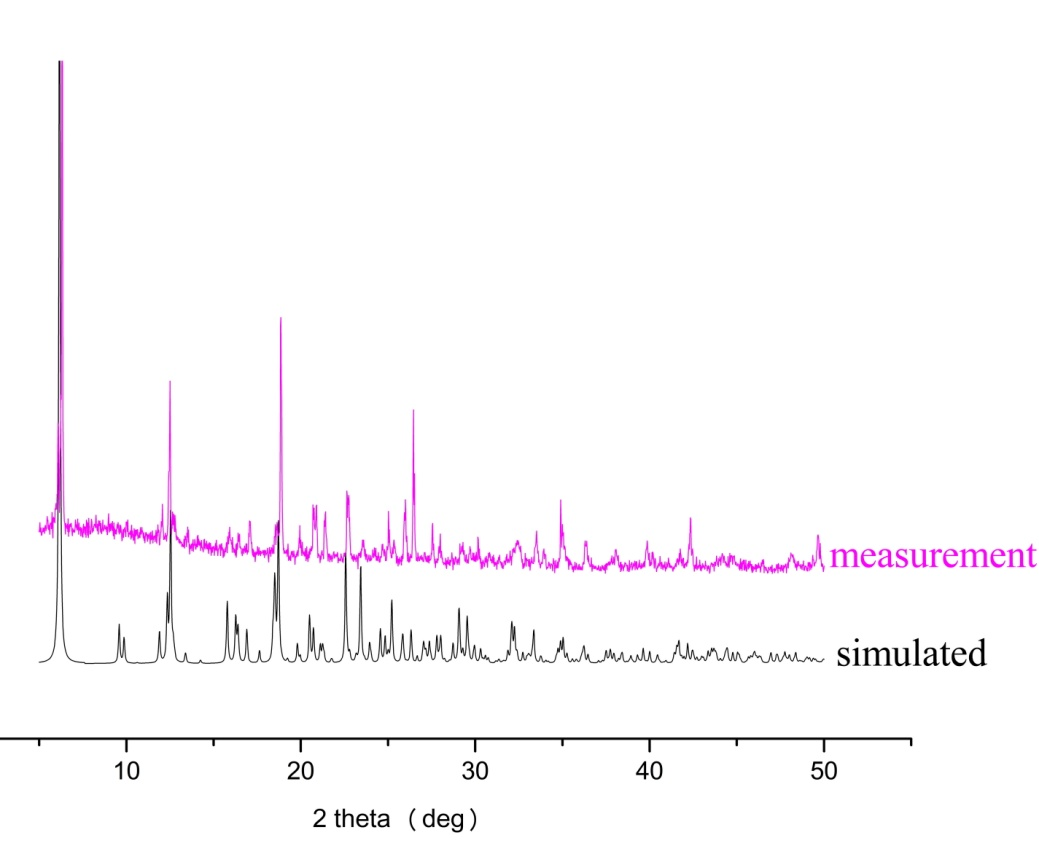 measurement
simulated
10 20 30 40 50
2 theta（deg）